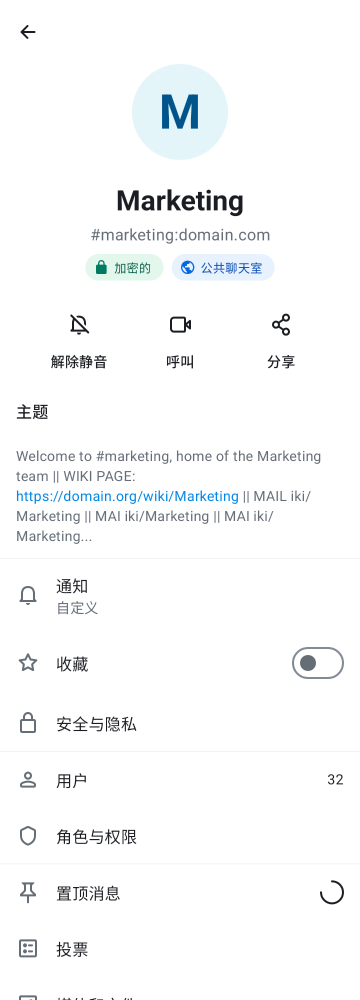 M
Marketing
#marketing:domain.com
加密的
公共聊天室
解除静音
呼叫
分享
主题
Welcome to #marketing, home of the Marketing
team || WIKI PAGE:
https://domain.org/wiki/Marketing || MAIL iki/
Marketing || MAI iki/Marketing || MAI iki/
Marketing...
通知
自定义
收藏
安全与隐私
用户
32
角色与权限
置顶消息
投票